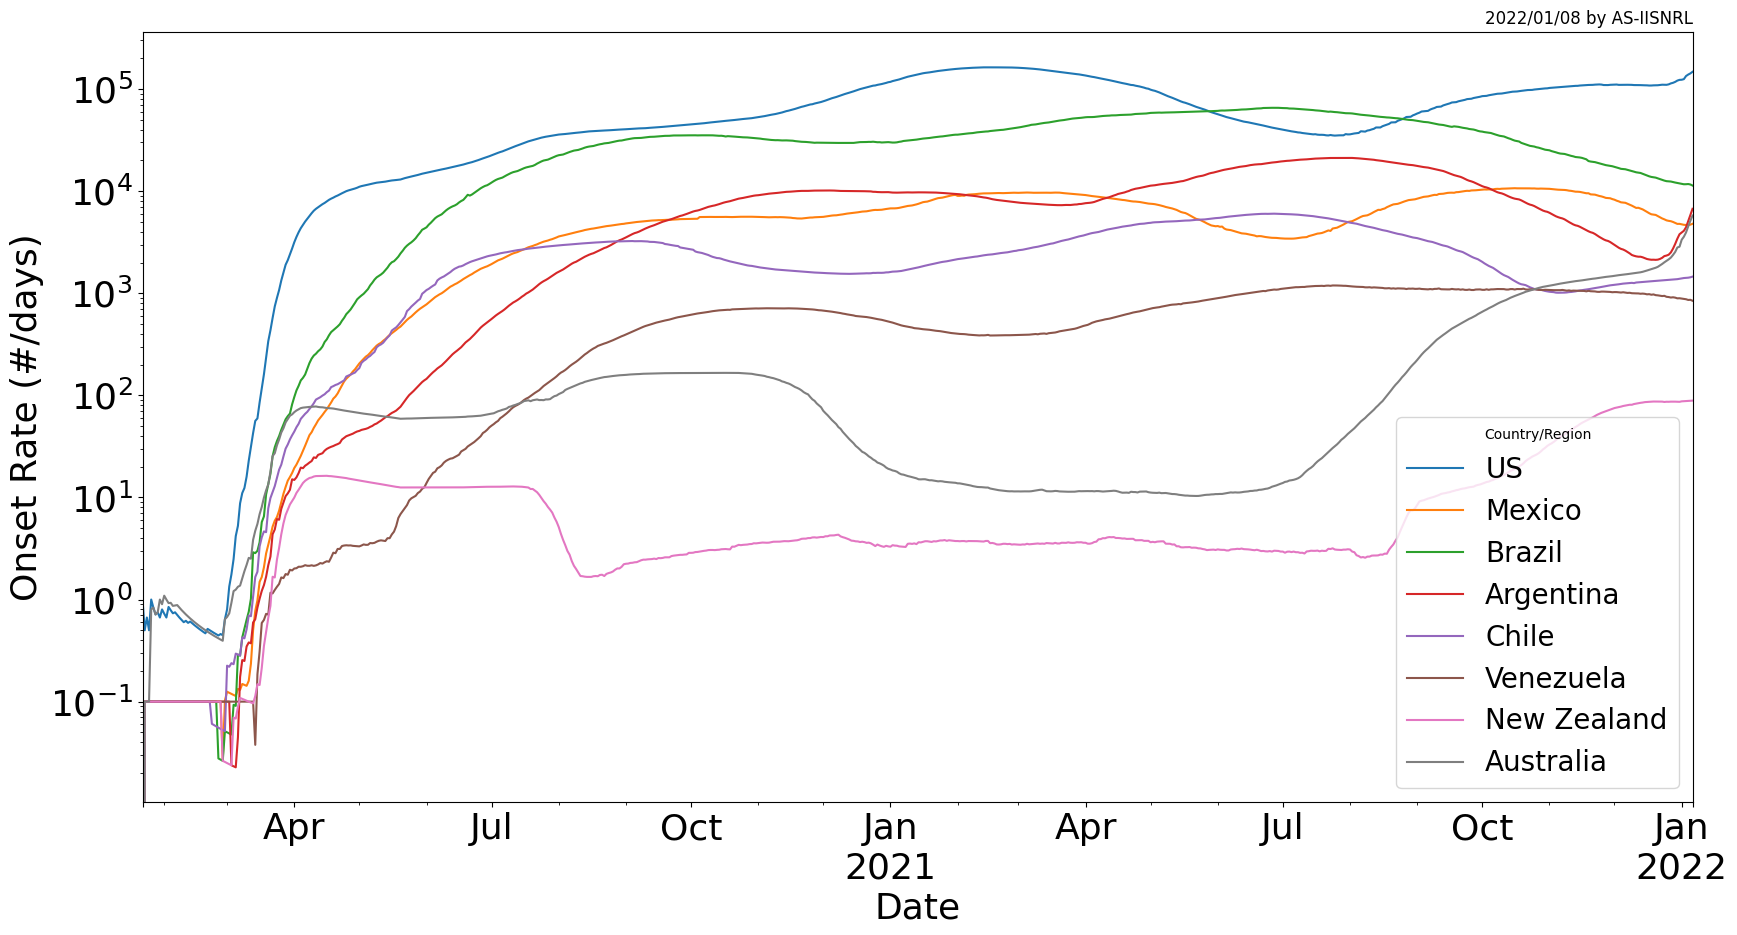 2022/01/08 by AS-IISNRL
Onset Rate (#/days)
10^5
10^4
10^3
10^2
10^1
10^0
10^−1
Country/Region
US
Mexico
Brazil
Argentina
Chile
Venezuela
New Zealand
Australia
Apr Jul Oct Jan Apr Jul Oct Jan
2021 2022
Date